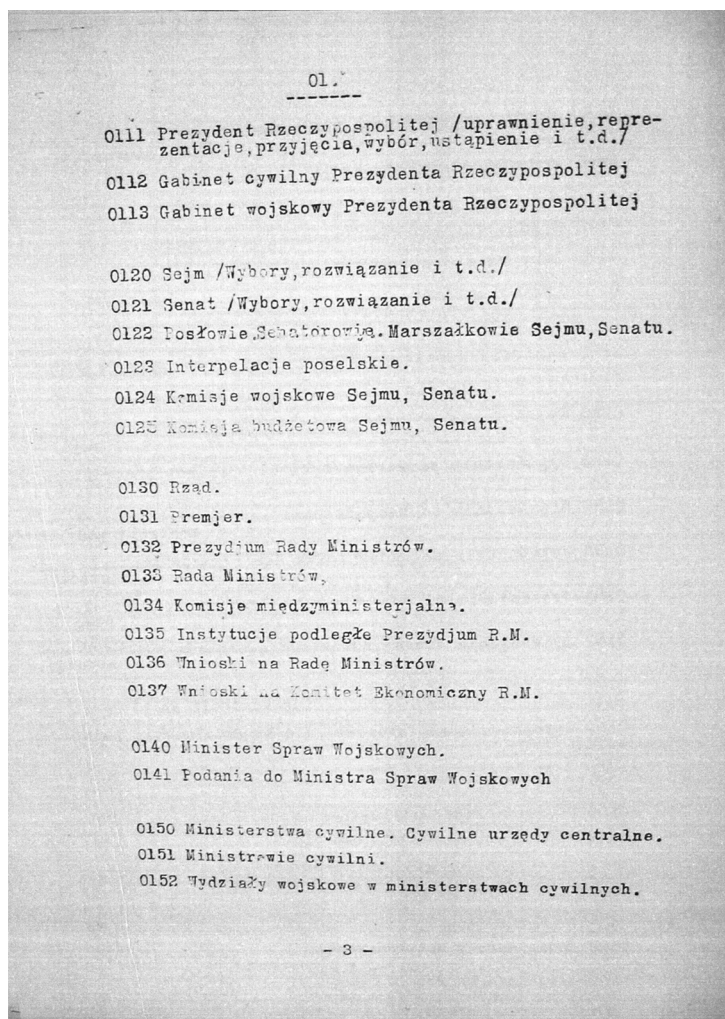 01.
0111 Prezydent Rzeczypospolitej /uprawnienie,repre-
zentacje,przyjęcia,wybór,ustąpienie i t.d./
0112 Gabinet cywilny Prezydenta Rzeczypospolitej
0113 Gabinet wojskowy Prezydenta Rzeczypospolitej
0120 Sejm /Wybory,rozwiązanie i t.d./
0121 Senat /Wybory,rozwiązanie i t.d./
0122 Posłowie.Senatorowie.Marszałkowie Sejmu,Senatu.
0123 Interpelacje poselskie.
0124 Komisje wojskowe Sejmu, Senatu.
0125 Komisja budżetowa Sejmu, Senatu.
0130 Rząd.
0131 Premjer.
0132 Prezydjum Rady Ministrów.
0133 Rada Ministrów,
0134 Komisje międzyministerjalne.
0135 Instytucje podległe Prezydjum R.M.
0136 Wnioski na Radę Ministrów.
0137 Wnioski na Komitet Ekonomiczny R.M.
0140 Minister Spraw Wojskowych.
0141 Podania do Ministra Spraw Wojskowych
0150 Ministerstwa cywilne. Cywilne urzędy centralne.
0151 Ministrowie cywilni.
0152 Wydziały wojskowe w ministerstwach cywilnych.
- 3 -